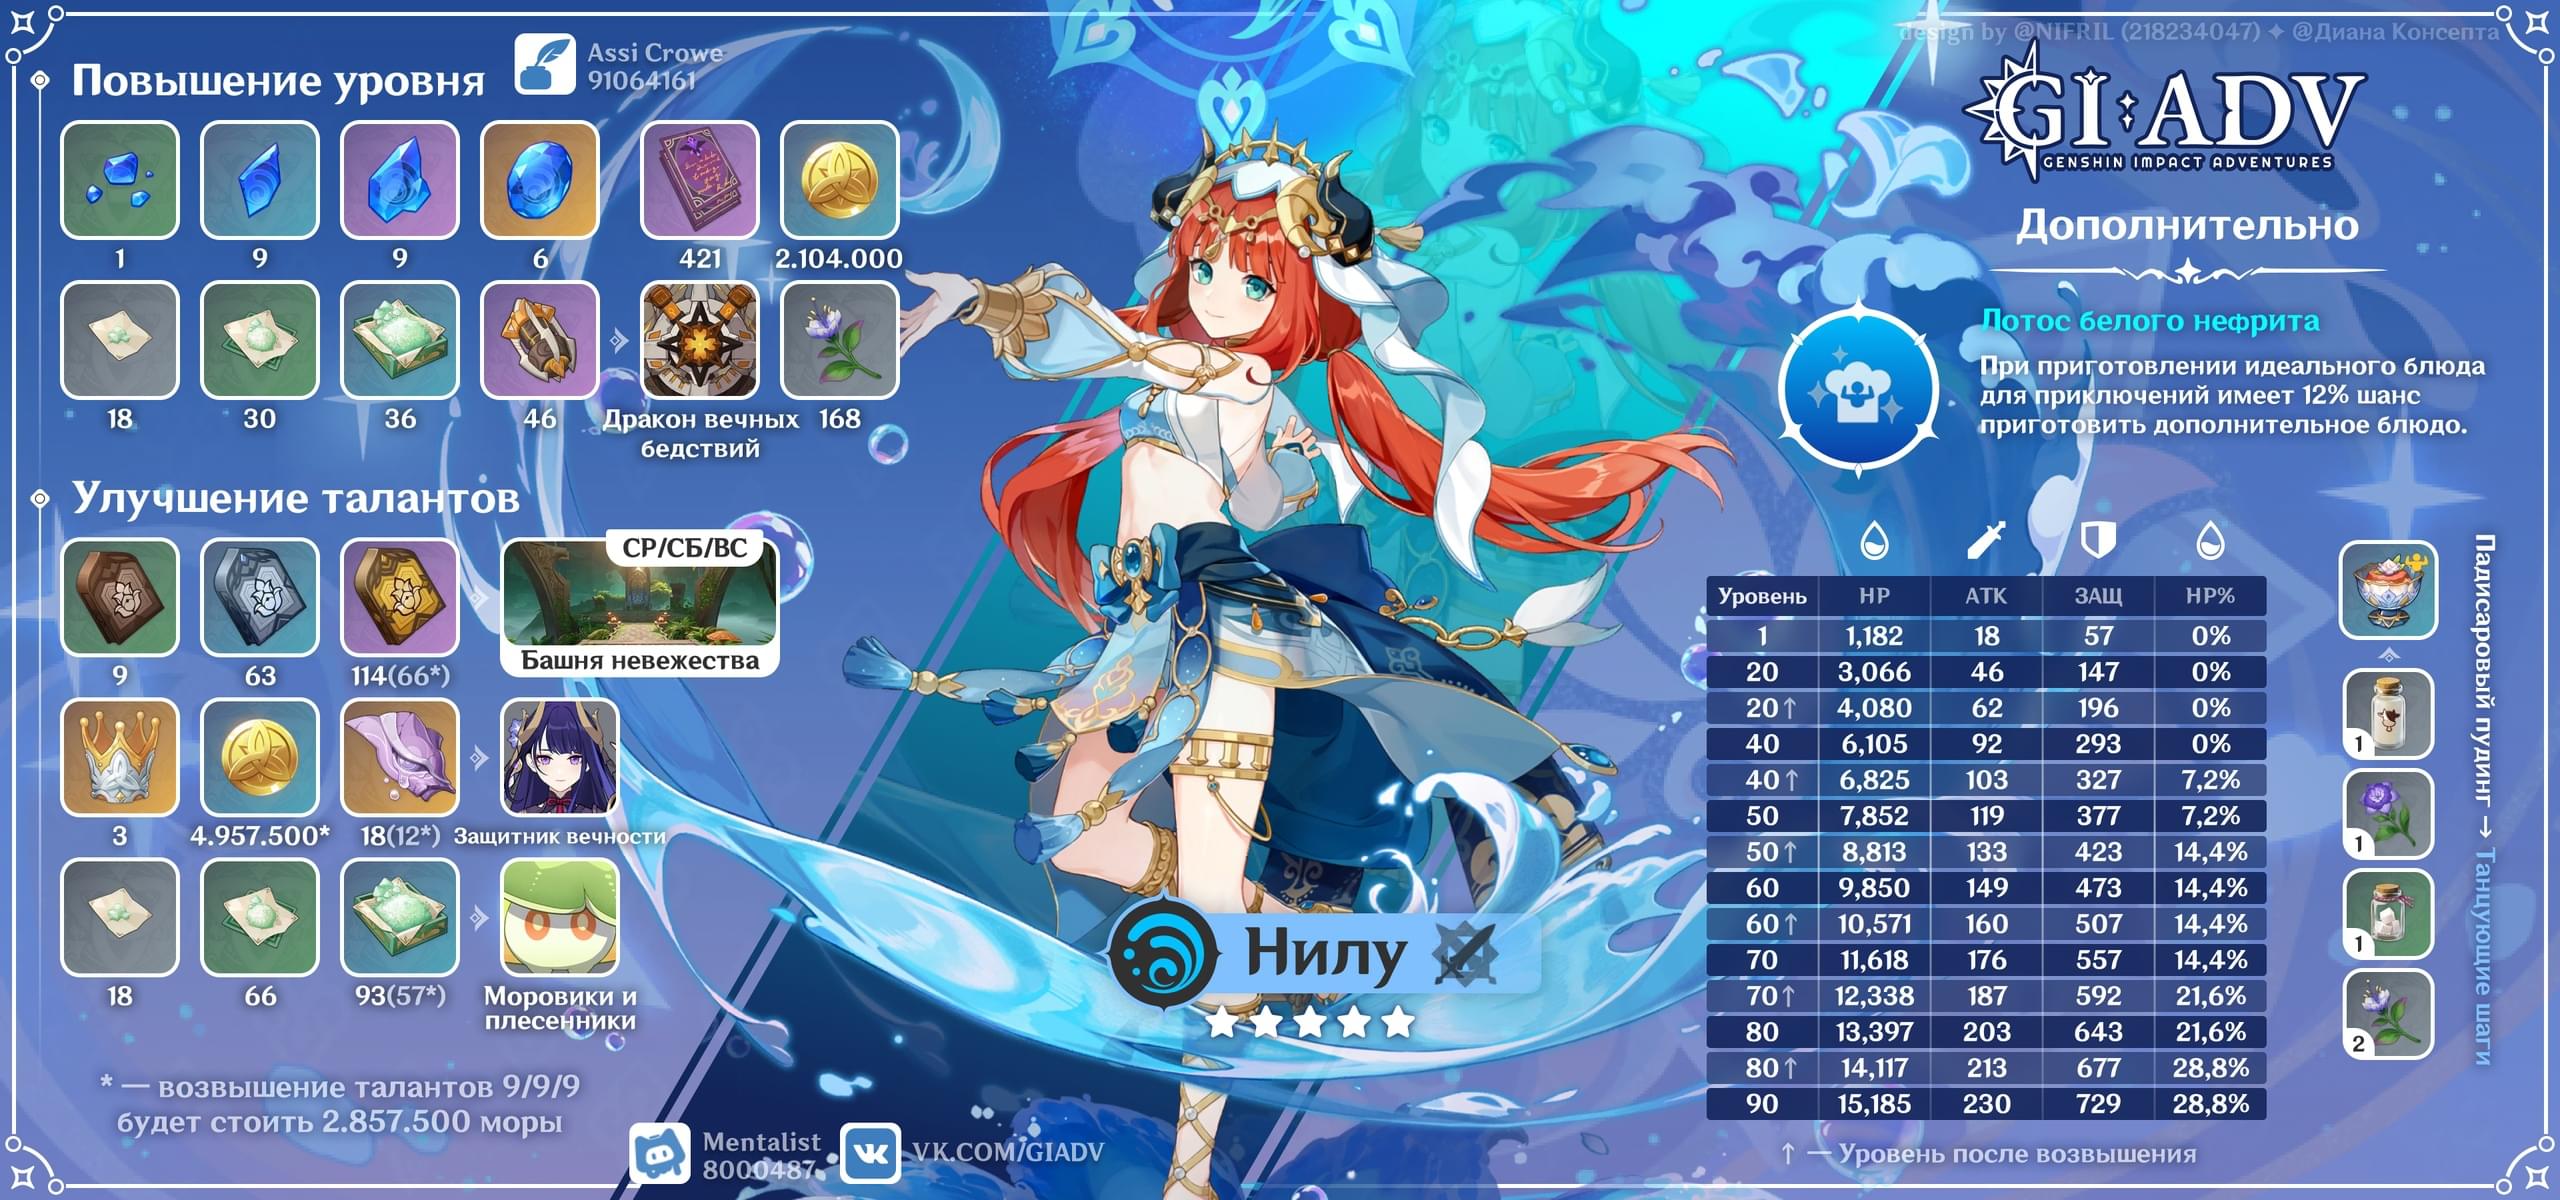 Повышение уровня
Assi Crowe
91064161
1 9 9 6 421 2.104.000
18 30 36 46 Дракон вечных бедствий 168
Улучшение талантов
СР/СБ/ВС
Башня невежества
9 63 114(66*)
3 4.957.500* 18(12*) Защитник вечности
18 66 93(57*) Моровики и плесенники
* — возвышение талантов 9/9/9
будет стоить 2.857.500 моры
Mentalist
8000487
VK.COM/GIADV
Нилу
design by @NIFRIL (218234047) ✦ @Диана Консепта
GI ADV
GENSHIN IMPACT ADVENTURES
Дополнительно
Лотос белого нефрита
При приготовлении идеального блюда
для приключений имеет 12% шанс
приготовить дополнительное блюдо.
Уровень HP АТК ЗАЩ HP%
1 1,182 18 57 0%
20 3,066 46 147 0%
20↑ 4,080 62 196 0%
40 6,105 92 293 0%
40↑ 6,825 103 327 7,2%
50 7,852 119 377 7,2%
50↑ 8,813 133 423 14,4%
60 9,850 149 473 14,4%
60↑ 10,571 160 507 14,4%
70 11,618 176 557 14,4%
70↑ 12,338 187 592 21,6%
80 13,397 203 643 21,6%
80↑ 14,117 213 677 28,8%
90 15,185 230 729 28,8%
↑ — Уровень после возвышения
1
1
1
2
Падисаровый пудинг → Танцующие шаги